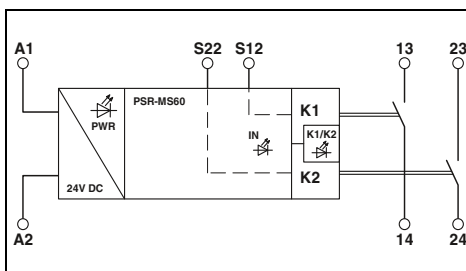 A1 S22 S12 13 23
PSR-MS60
K1
PWR
IN
K1/K2
K2
24V DC
A2 14 24